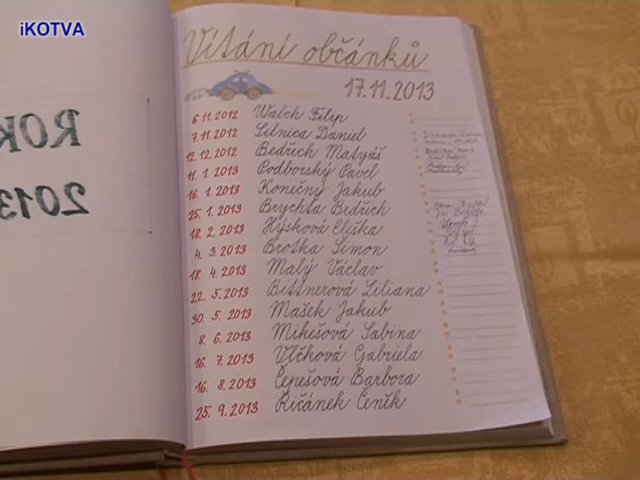 iKOTVA
ROK
2013
Vítání občánků
17.11.2013
6.11.2012 Walch Filip
7.11.2012 Silnica Daniel
12.12.2012 Bedřich Matyáš
11. 1. 2013 Podborský Pavel
16. 1. 2013 Konečný Jakub
25. 1. 2013 Brychta Bedřich
18. 2. 2013 Hýsková Eliška
4. 3. 2013 Brotka Šimon
18. 4. 2013 Malý Václav
22. 5. 2013 Bittnerová Liliana
30. 5. 2013 Mašek Jakub
8. 6. 2013 Mikešová Sabina
16. 7. 2013 Vlčková Gabriela
16. 8. 2013 Čepešová Barbora
25. 9. 2013 Řičánek Čeněk